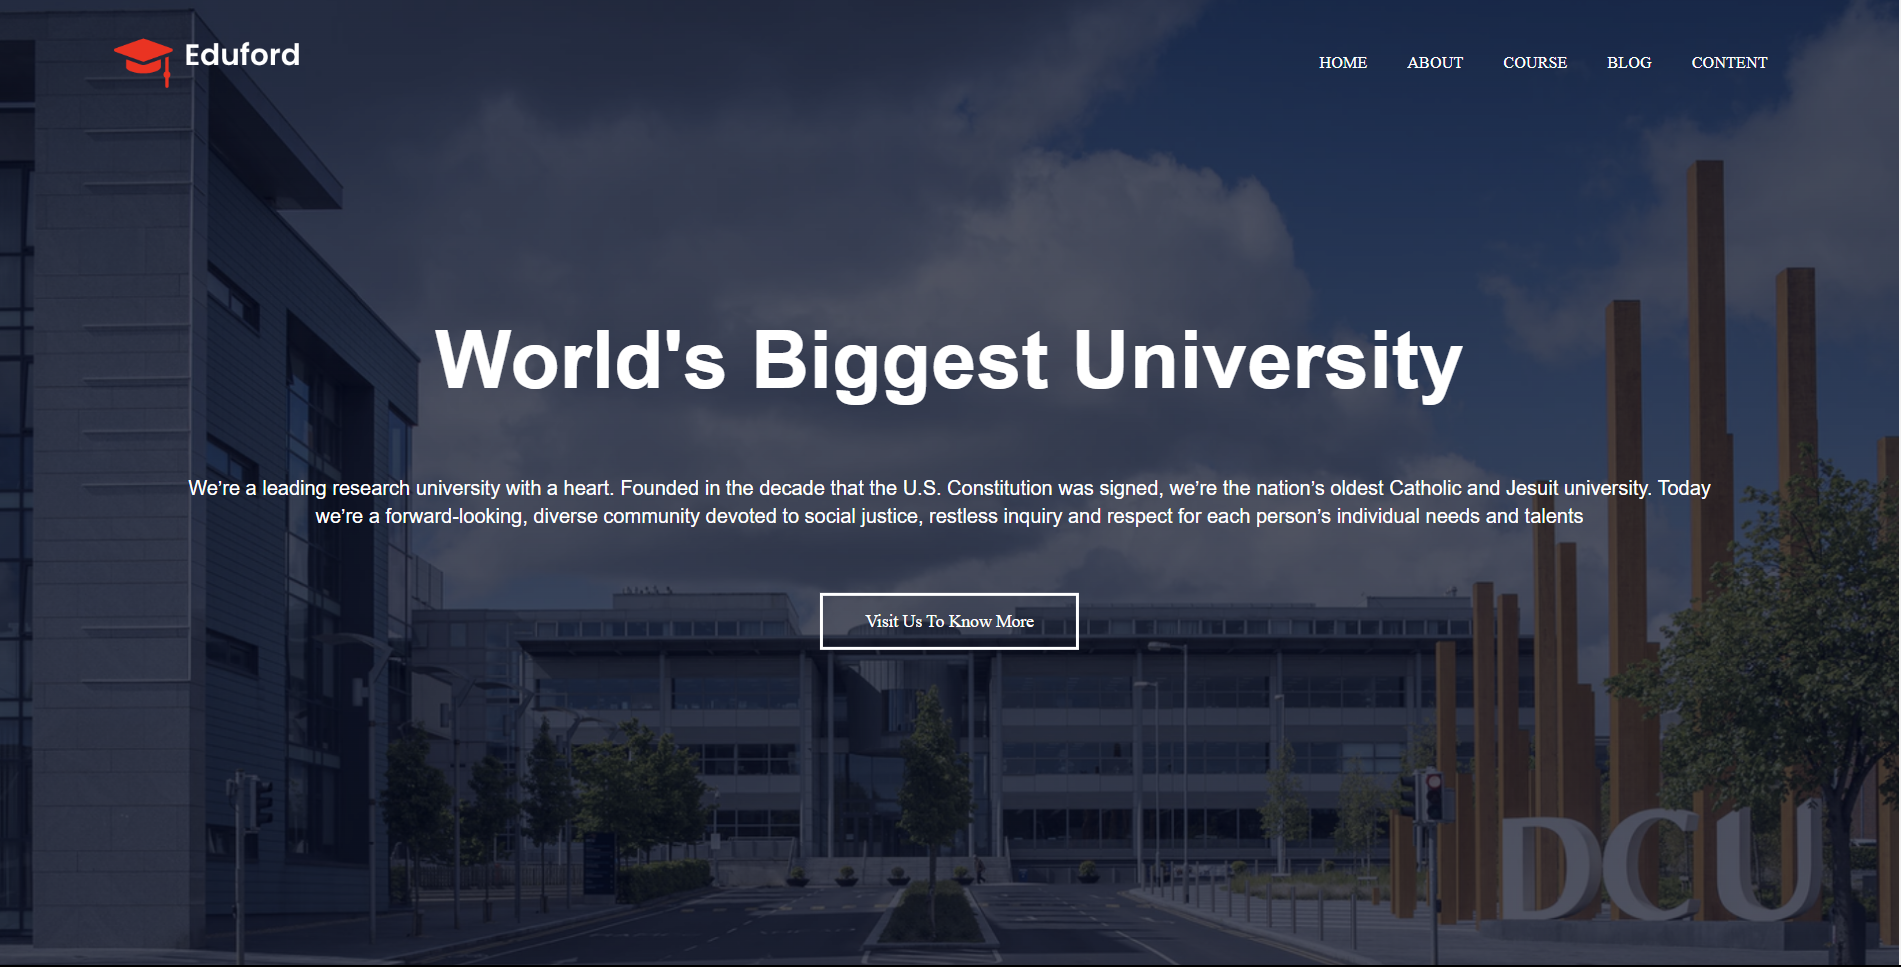 Eduford
HOME ABOUT COURSE BLOG CONTENT
World's Biggest University
We’re a leading research university with a heart. Founded in the decade that the U.S. Constitution was signed, we’re the nation’s oldest Catholic and Jesuit university. Today
we’re a forward-looking, diverse community devoted to social justice, restless inquiry and respect for each person’s individual needs and talents
Visit Us To Know More
DCU